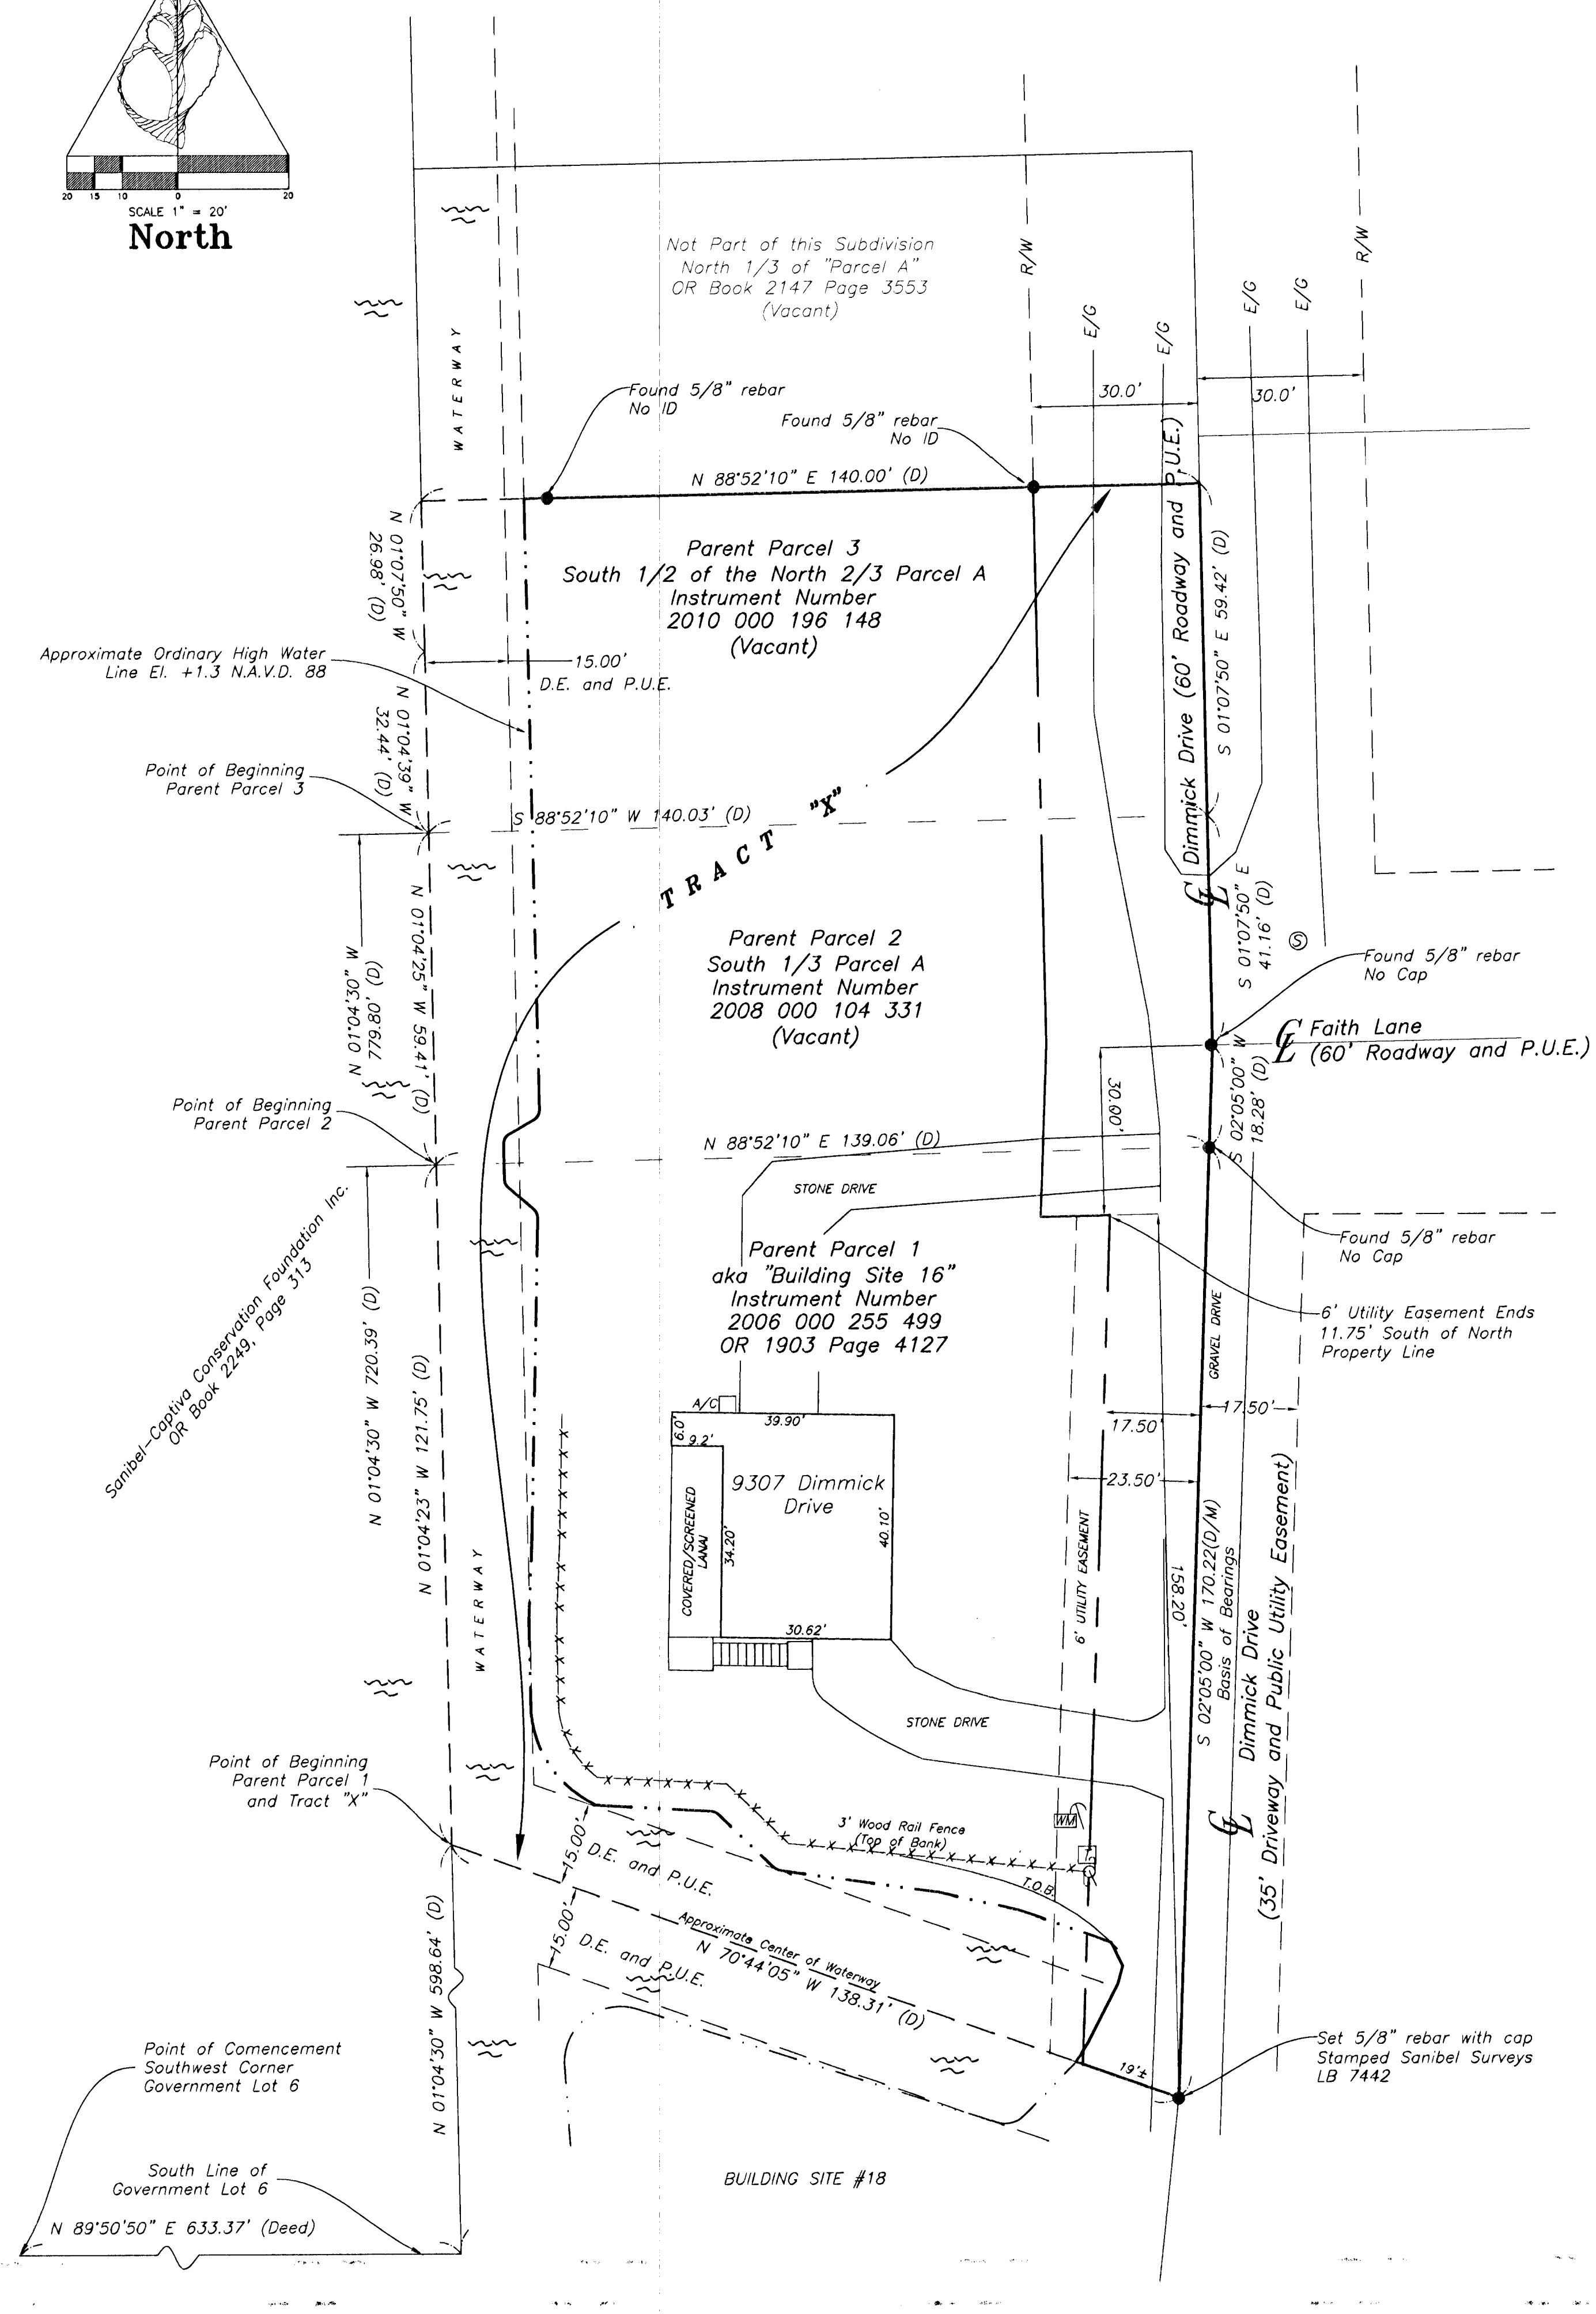 20 15 10 0 20
SCALE 1" = 20'
North
Not Part of this Subdivision
North 1/3 of "Parcel A"
OR Book 2147 Page 3553
(Vacant)
R/W
R/W
E/G
E/G
E/G
E/G
WATERWAY
30.0'
30.0'
Found 5/8" rebar
No ID
Found 5/8" rebar
No ID
N 88°52'10" E 140.00' (D)
N 01°07'50" W
26.98' (D)
Parent Parcel 3
South 1/2 of the North 2/3 Parcel A
Instrument Number
2010 000 196 148
(Vacant)
Dimmick Drive (60' Roadway and P.U.E.)
S 01°07'50" E 59.42' (D)
Approximate Ordinary High Water
Line El. +1.3 N.A.V.D. 88
15.00'
D.E. and P.U.E.
N 01°04'39" W
32.44' (D)
Point of Beginning
Parent Parcel 3
S 88°52'10" W 140.03' (D)
TRACT "X"
CL
S 01°07'50" E
41.16' (D)
S
N 01°04'30" W
779.80' (D)
N 01°04'25" W 59.41' (D)
Parent Parcel 2
South 1/3 Parcel A
Instrument Number
2008 000 104 331
(Vacant)
Found 5/8" rebar
No Cap
CL Faith Lane
(60' Roadway and P.U.E.)
S 02°05'00" W
18.28' (D)
30.00'
Point of Beginning
Parent Parcel 2
N 88°52'10" E 139.06' (D)
STONE DRIVE
Found 5/8" rebar
No Cap
Sanibel-Captiva Conservation Foundation Inc.
OR Book 2249, Page 313
Parent Parcel 1
aka "Building Site 16"
Instrument Number
2006 000 255 499
OR 1903 Page 4127
6' Utility Easement Ends
11.75' South of North
Property Line
GRAVEL DRIVE
N 01°04'30" W 720.39' (D)
N 01°04'23" W 121.75' (D)
A/C
39.90'
6.0'
9.2'
17.50'
17.50'
23.50'
9307 Dimmick
Drive
COVERED/SCREENED
LANAI
34.20'
40.10'
30.62'
6' UTILITY EASEMENT
158.20'
S 02°05'00" W 170.22(D/M)
Basis of Bearings
Dimmick Drive
(35' Driveway and Public Utility Easement)
CL
WATERWAY
STONE DRIVE
Point of Beginning
Parent Parcel 1
and Tract "X"
3' Wood Rail Fence
(Top of Bank)
WM
T.O.B.
15.00'
D.E. and P.U.E.
15.00'
D.E. and P.U.E.
Approximate Center of Waterway
N 70°44'05" W 138.31' (D)
N 01°04'30" W 598.64' (D)
19'±
Set 5/8" rebar with cap
Stamped Sanibel Surveys
LB 7442
Point of Comencement
Southwest Corner
Government Lot 6
South Line of
Government Lot 6
N 89°50'50" E 633.37' (Deed)
BUILDING SITE #18